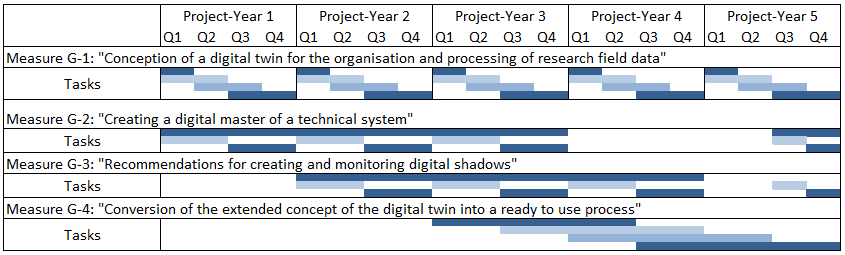 Project-Year 1 Project-Year 2 Project-Year 3 Project-Year 4 Project-Year 5
Q1 Q2 Q3 Q4 Q1 Q2 Q3 Q4 Q1 Q2 Q3 Q4 Q1 Q2 Q3 Q4 Q1 Q2 Q3 Q4
Measure G-1: "Conception of a digital twin for the organisation and processing of research field data"
Tasks
Measure G-2: "Creating a digital master of a technical system"
Tasks
Measure G-3: "Recommendations for creating and monitoring digital shadows"
Tasks
Measure G-4: "Conversion of the extended concept of the digital twin into a ready to use process"
Tasks